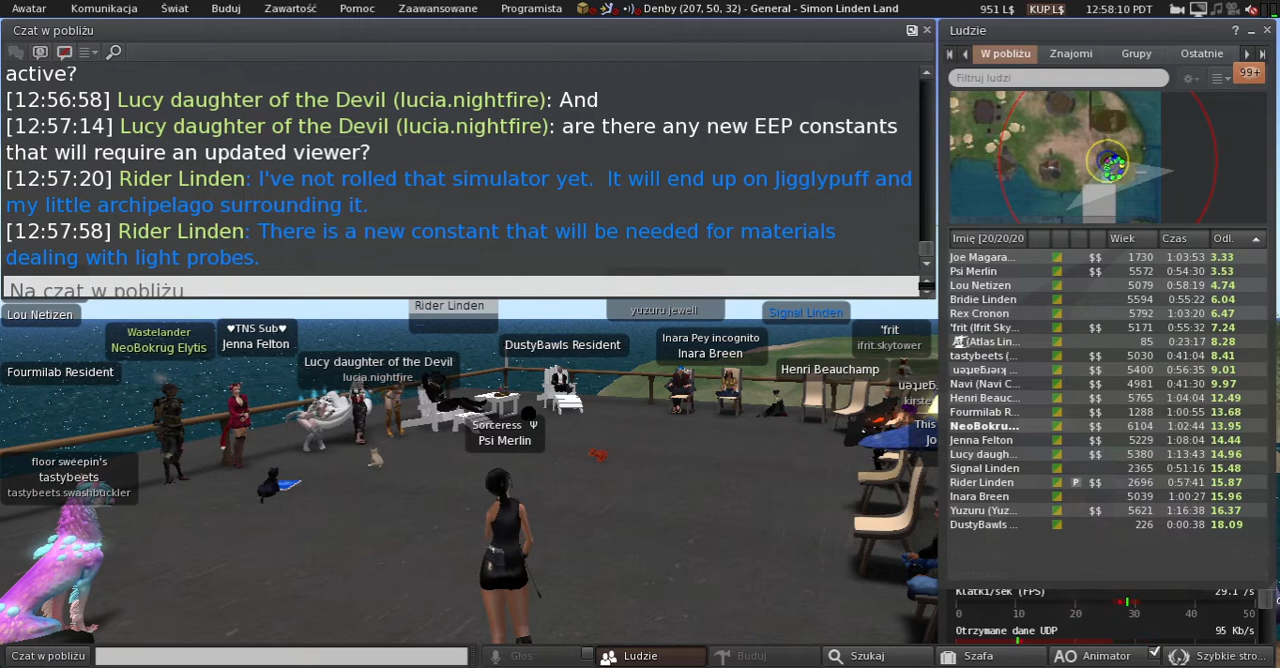 Awatar Komunikacja Świat Buduj Zawartość Pomoc Zaawansowane Programista Denby (207, 50, 32) - General - Simon Linden Land 951 L$ KUP L$ 12:58:10 PDT
Czat w pobliżu
active?
[12:56:58] Lucy daughter of the Devil (lucia.nightfire): And
[12:57:14] Lucy daughter of the Devil (lucia.nightfire): are there any new EEP constants
that will require an updated viewer?
[12:57:20] Rider Linden: I've not rolled that simulator yet. It will end up on Jigglypuff and
my little archipelago surrounding it.
[12:57:58] Rider Linden: There is a new constant that will be needed for materials
dealing with light probes.
Na czat w pobliżu
Lou Netizen
Wastelander
NeoBokrug Elytis
♥TNS Sub♥
Jenna Felton
Rider Linden
yuzuru.jewell
Signal Linden
'frit
ifrit.skytower
DustyBawls Resident
Inara Pey incognito
Inara Breen
Lucy daughter of the Devil
lucia.nightfire
Henri Beauchamp
Fourmilab Resident
kirste
This
Jo
Sorceress Ψ
Psi Merlin
floor sweepin's
tastybeets
tastybeets.swashbuckler
Ludzie
W pobliżu Znajomi Grupy Ostatnie
Filtruj ludzi
99+
Imię [20/20/20 Wiek Czas Odl.
Joe Magara... $$ 1730 1:03:53 3.33
Psi Merlin $$ 5572 0:54:30 3.53
Lou Netizen 5079 0:58:19 4.74
Bridie Linden 5594 0:55:22 6.04
Rex Cronon 5792 1:03:20 6.47
'frit (Ifrit Sky... $$ 5171 0:55:32 7.24
(Atlas Lin... 85 0:23:17 8.28
tastybeets (... $$ 5030 0:41:04 8.41
$$ 5400 0:56:35 9.01
Navi (Navi C... $$ 4981 0:41:30 9.97
Henri Beauc... $$ 5765 1:04:04 12.49
Fourmilab R... $$ 1288 1:00:55 13.68
NeoBokru... $$ 6104 1:02:44 13.95
Jenna Felton $$ 5229 1:08:04 14.44
Lucy daugh... $$ 5380 1:13:43 14.96
Signal Linden 2365 0:51:16 15.48
Rider Linden P $$ 2696 0:57:41 15.87
Inara Breen 5039 1:00:27 15.96
Yuzuru (Yuz... $$ 5621 1:16:38 16.37
DustyBawls ... 226 0:00:38 18.09
Klatki/sek (FPS) 29.1 /s
0 10 20 30 40 50
Otrzymane dane UDP 95 Kb/s
Czat w pobliżu Głos Ludzie Buduj Szukaj Szafa AO Animator Szybkie stro...